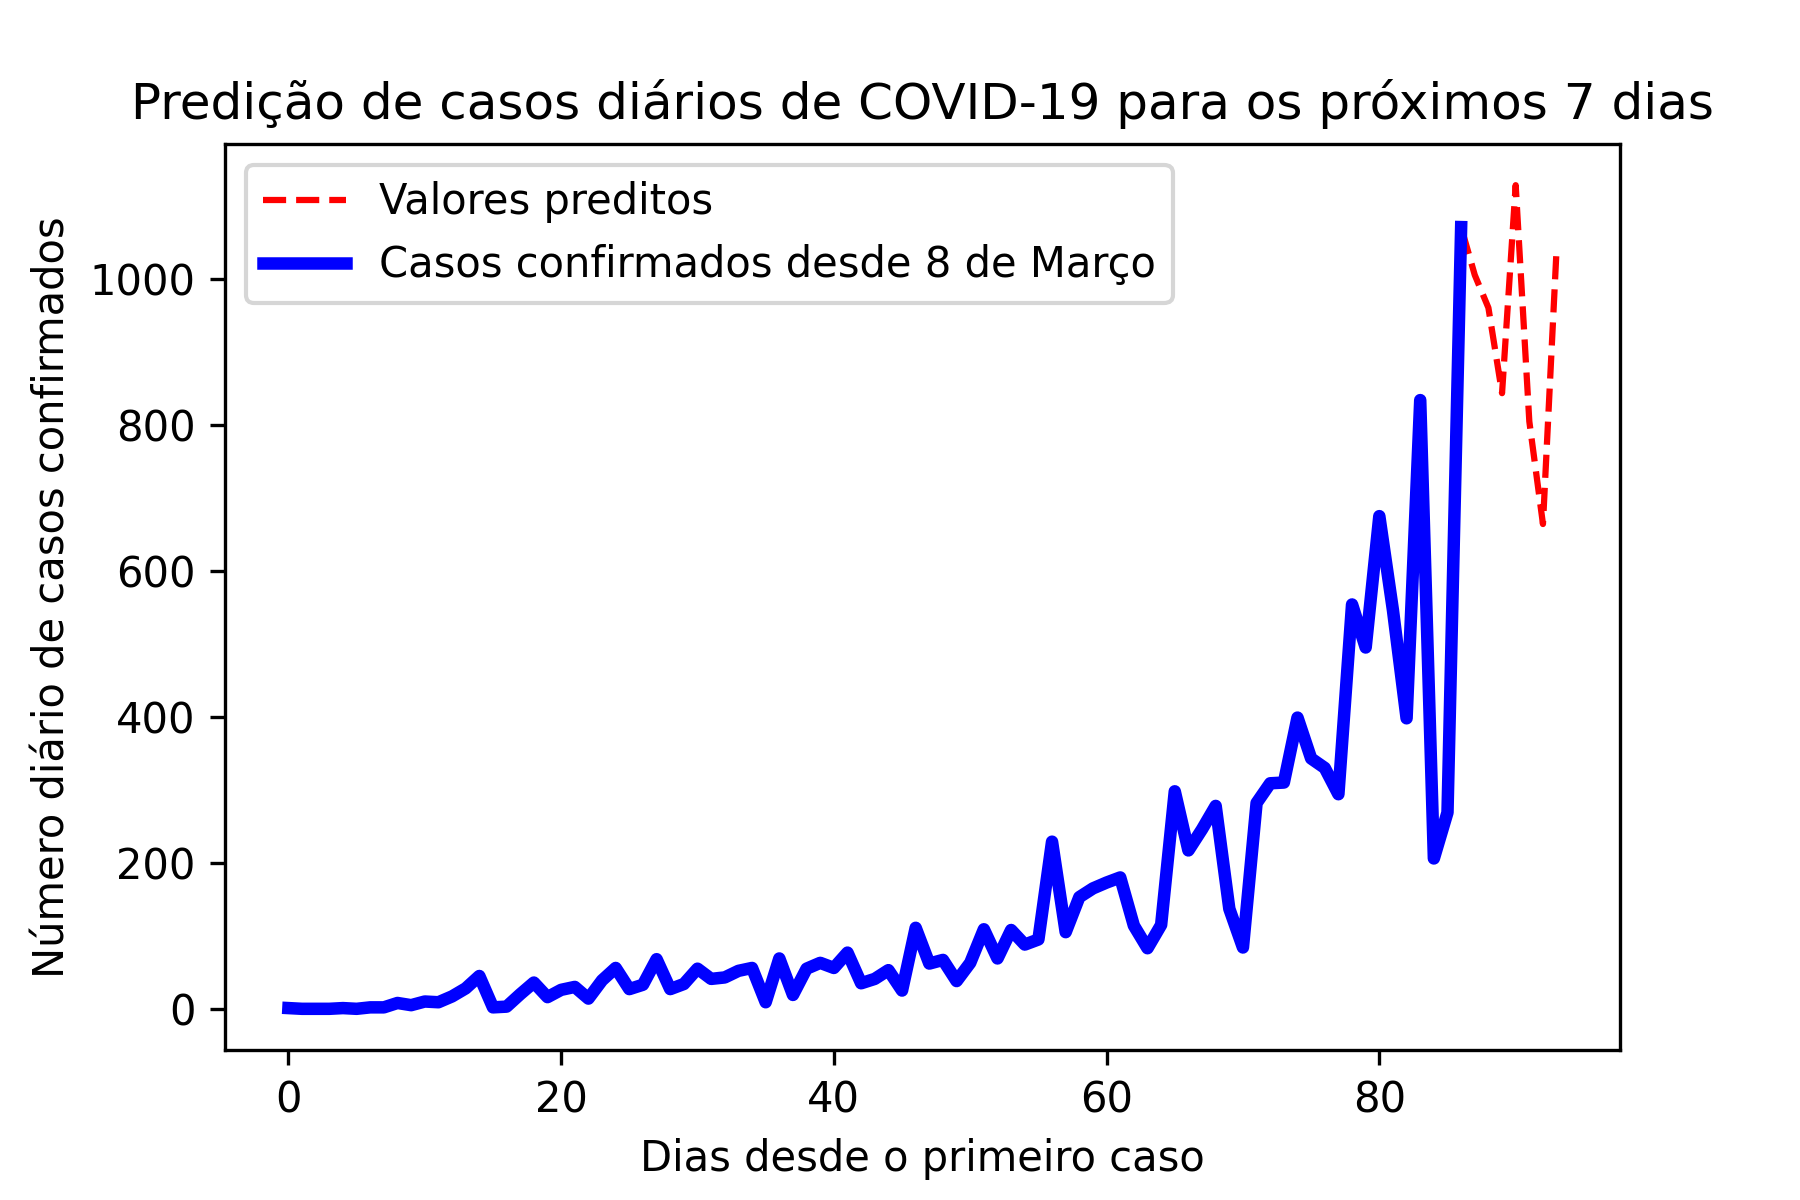 Predição de casos diários de COVID-19 para os próximos 7 dias
Valores preditos
Casos confirmados desde 8 de Março
Número diário de casos confirmados
1000
800
600
400
200
0
0 20 40 60 80
Dias desde o primeiro caso